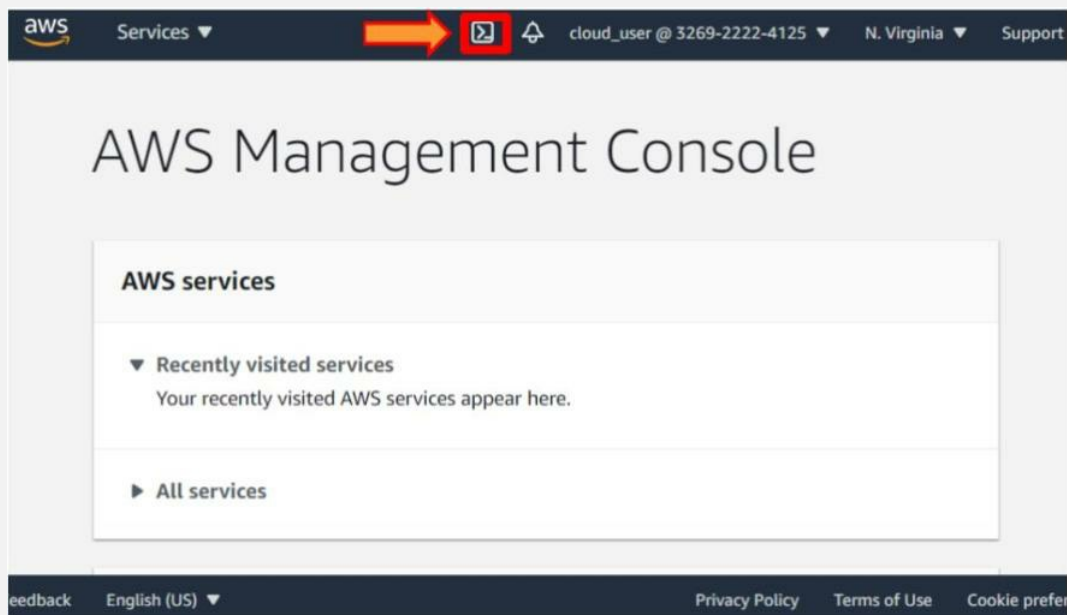 aws Services ▼ cloud_user @ 3269-2222-4125 ▼ N. Virginia ▼ Support
AWS Management Console
AWS services
▼ Recently visited services
Your recently visited AWS services appear here.
▶ All services
eedback English (US) ▼ Privacy Policy Terms of Use Cookie prefer